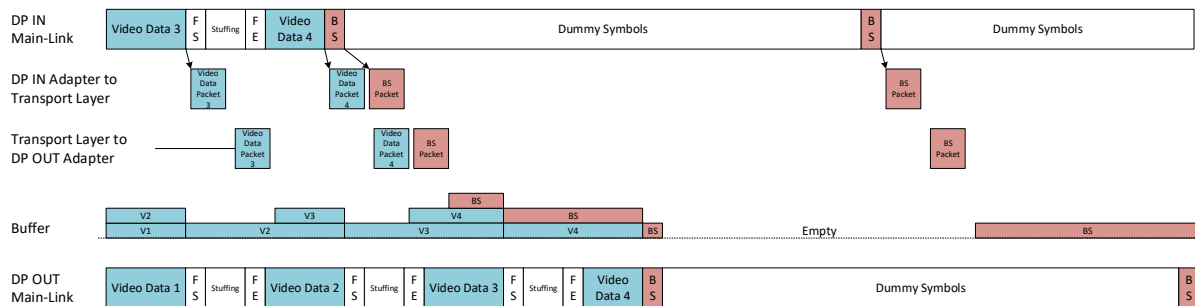 DP IN
Main-Link
Video Data 3
F
S
Stuffing
F
E
Video
Data 4
B
S
Dummy Symbols
B
S
Dummy Symbols
DP IN Adapter to
Transport Layer
Video
Data
Packet
3
Video
Data
Packet
4
BS
Packet
BS
Packet
Transport Layer to
DP OUT Adapter
Video
Data
Packet
3
Video
Data
Packet
4
BS
Packet
BS
Packet
Buffer
BS
V2
V3
V4
BS
V1
V2
V3
V4
BS
Empty
BS
DP OUT
Main-Link
Video Data 1
F
S
Stuffing
F
E
Video Data 2
F
S
Stuffing
F
E
Video Data 3
F
S
Stuffing
F
E
Video
Data 4
B
S
Dummy Symbols
B
S